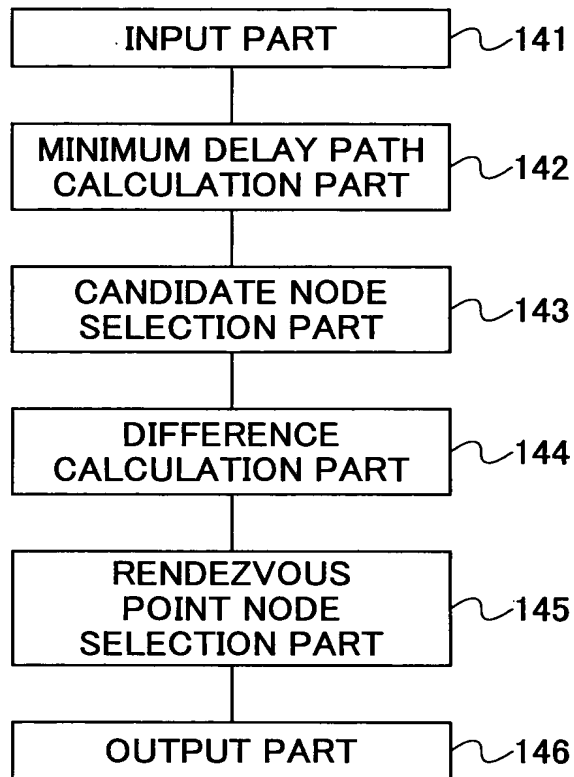 INPUT PART
141
MINIMUM DELAY PATH
CALCULATION PART
142
CANDIDATE NODE
SELECTION PART
143
DIFFERENCE
CALCULATION PART
144
RENDEZVOUS
POINT NODE
SELECTION PART
145
OUTPUT PART
146